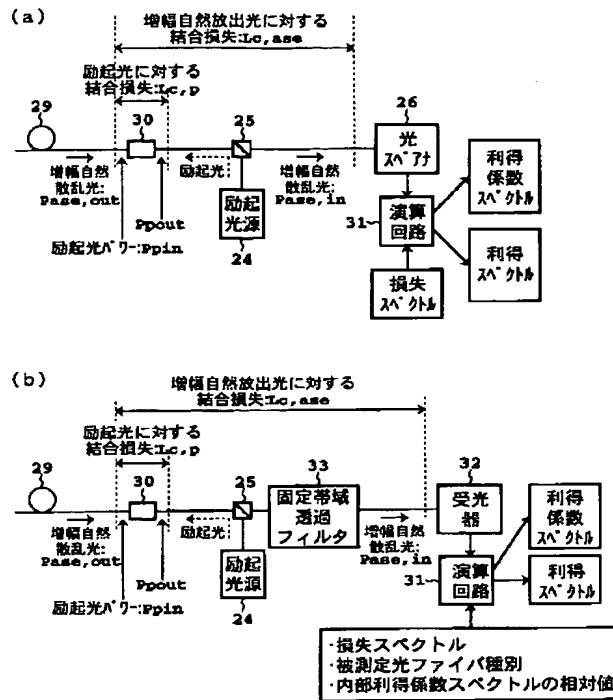 (a)
増幅自然放出光に対する
結合損失:Lc,ase
励起光に対する
結合損失:Lc,p
29
30
25
26
光
スペアナ
利得
係数
スペクトル
増幅自然
散乱光:
Pase,out
励起光
増幅自然
散乱光:
Pase,in
励起
光源
24
31
演算
回路
利得
スペクトル
Ppout
励起光パワー:Ppin
損失
スペクトル
(b)
増幅自然放出光に対する
結合損失:Lc,ase
励起光に対する
結合損失:Lc,p
29
30
25
33
固定帯域
透過
フィルタ
32
受光
器
利得
係数
スペクトル
増幅自然
散乱光:
Pase,out
励起光
増幅自然
散乱光:
Pase,in
励起
光源
24
31
演算
回路
利得
スペクトル
Ppout
励起光パワー:Ppin
・損失スペクトル
・被測定光ファイバ種別
・内部利得係数スペクトルの相対値